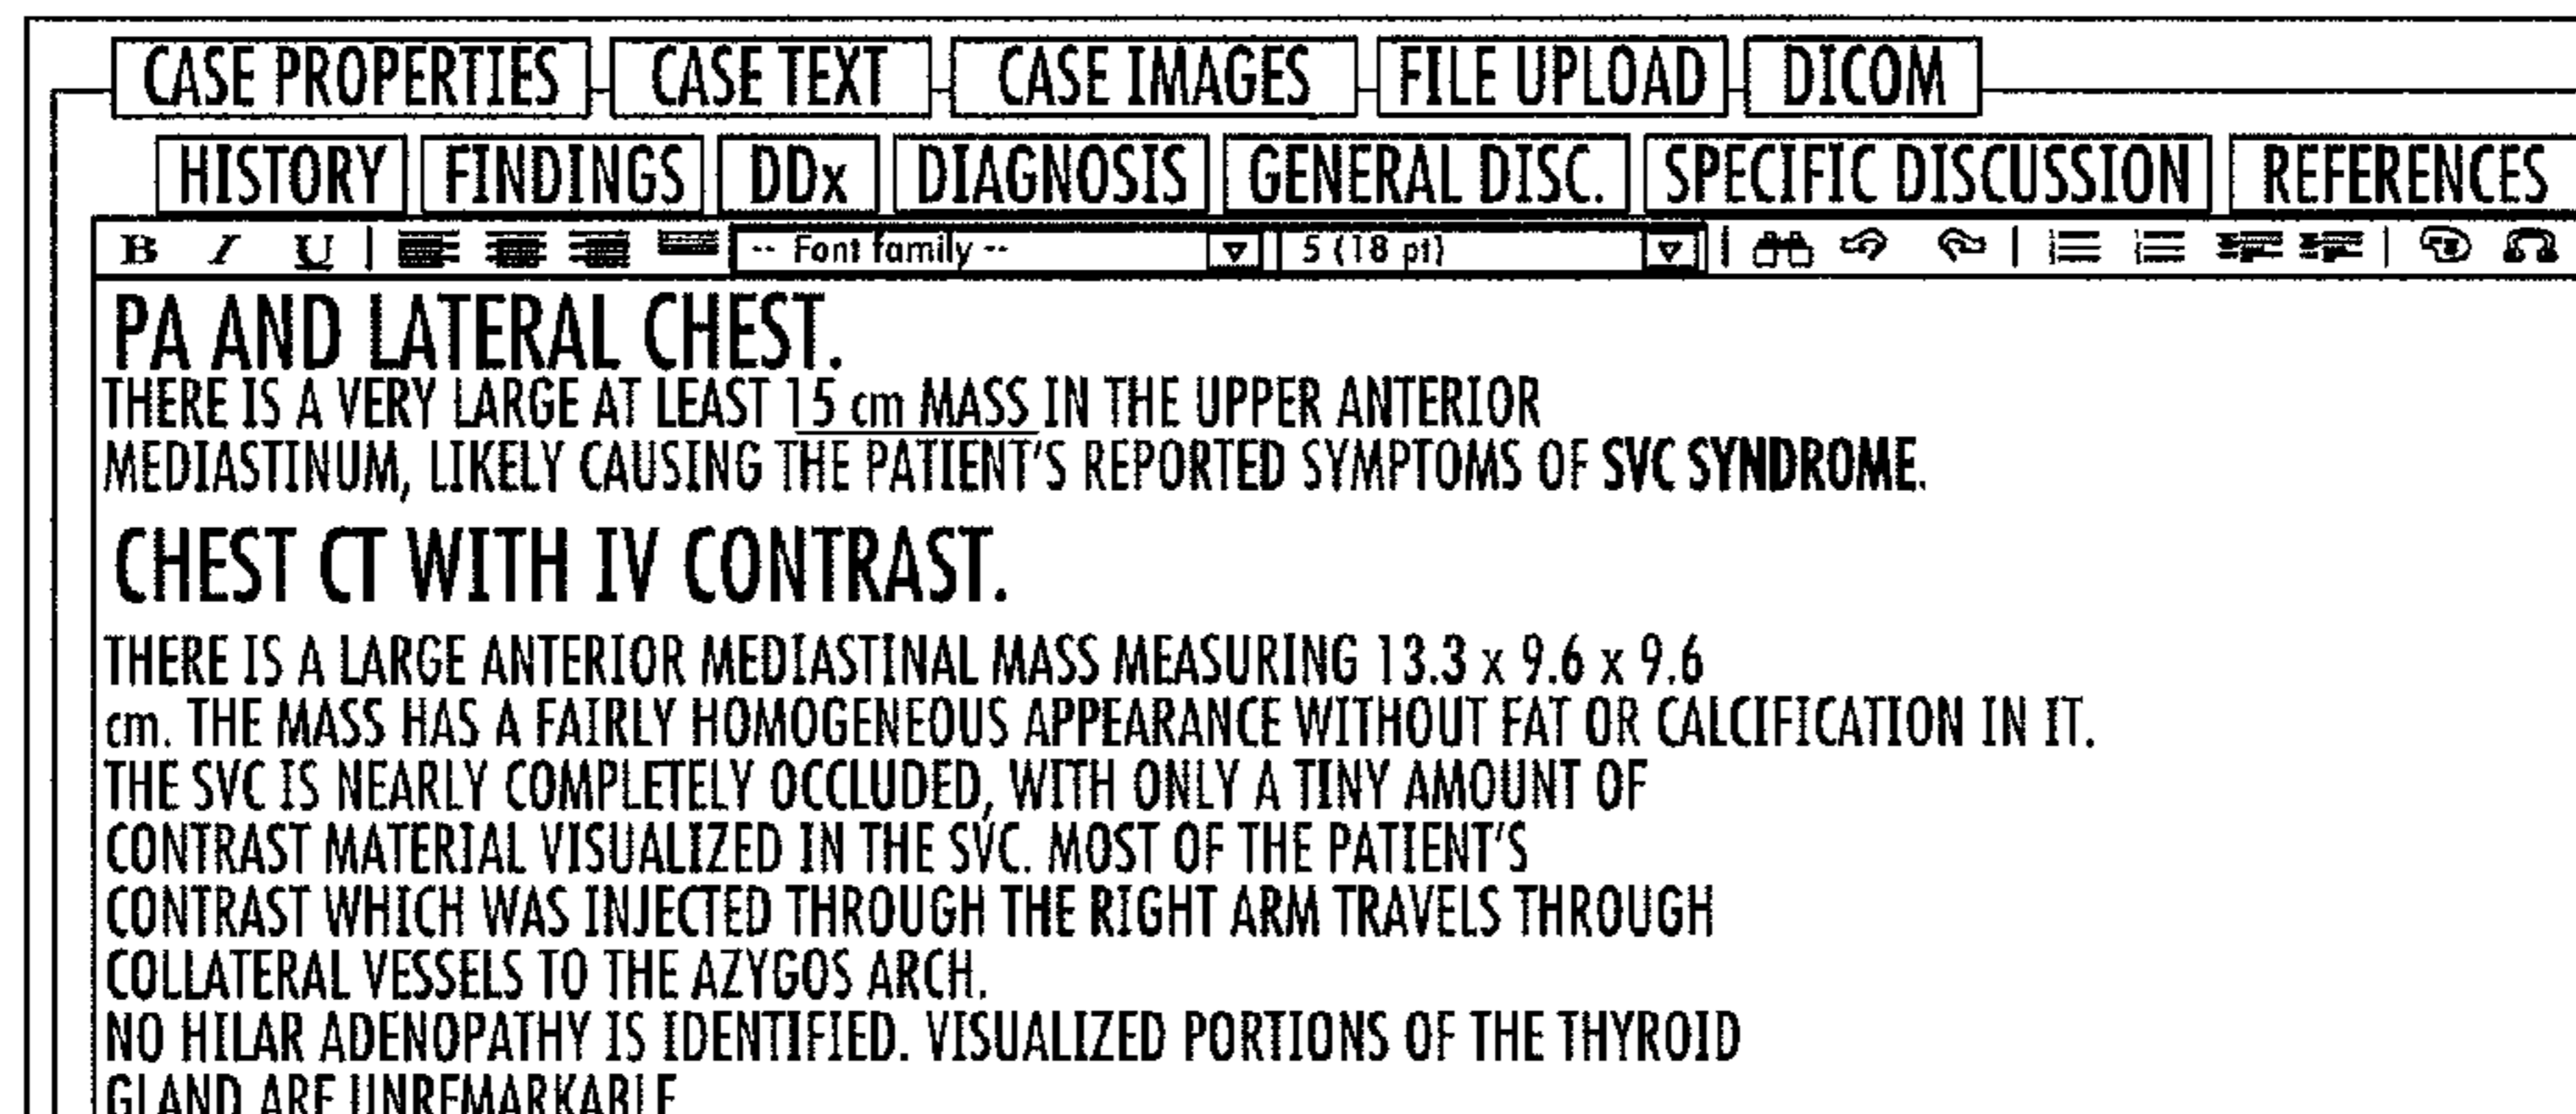 CASE PROPERTIES CASE TEXT CASE IMAGES FILE UPLOAD DICOM
HISTORY FINDINGS DDx DIAGNOSIS GENERAL DISC. SPECIFIC DISCUSSION REFERENCES
B I U -- Font family -- 5 (18 pt)
PA AND LATERAL CHEST.
THERE IS A VERY LARGE AT LEAST 15 cm MASS IN THE UPPER ANTERIOR
MEDIASTINUM, LIKELY CAUSING THE PATIENT'S REPORTED SYMPTOMS OF SVC SYNDROME.
CHEST CT WITH IV CONTRAST.
THERE IS A LARGE ANTERIOR MEDIASTINAL MASS MEASURING 13.3 x 9.6 x 9.6
cm. THE MASS HAS A FAIRLY HOMOGENEOUS APPEARANCE WITHOUT FAT OR CALCIFICATION IN IT.
THE SVC IS NEARLY COMPLETELY OCCLUDED, WITH ONLY A TINY AMOUNT OF
CONTRAST MATERIAL VISUALIZED IN THE SVC. MOST OF THE PATIENT'S
CONTRAST WHICH WAS INJECTED THROUGH THE RIGHT ARM TRAVELS THROUGH
COLLATERAL VESSELS TO THE AZYGOS ARCH.
NO HILAR ADENOPATHY IS IDENTIFIED. VISUALIZED PORTIONS OF THE THYROID
GLAND ARE UNREMARKABLE